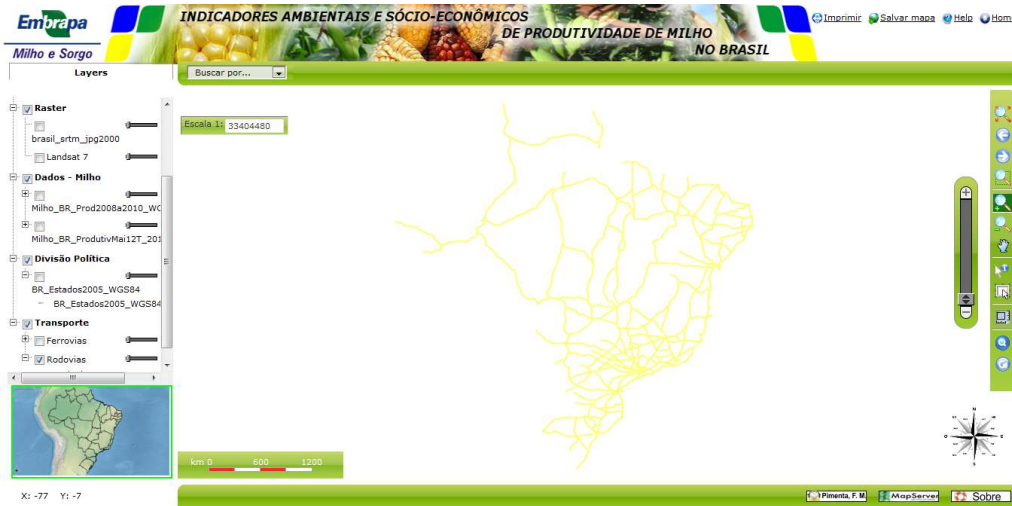 Embrapa
Milho e Sorgo
INDICADORES AMBIENTAIS E SÓCIO-ECONÔMICOS
DE PRODUTIVIDADE DE MILHO
NO BRASIL
Imprimir Salvar mapa Help Hom
Layers
Buscar por...
Escala 1: 33404480
Raster
brasil_srtm_jpg2000
Landsat 7
Dados - Milho
Milho_BR_Prod2008a2010_WG
Milho_BR_ProdutivMai12T_201
Divisão Política
BR_Estados2005_WGS84
BR_Estados2005_WGS84
Transporte
Ferrovias
Rodovias
km 0 600 1200
X: -77 Y: -7
Pimenta, F. M. MapServer Sobre